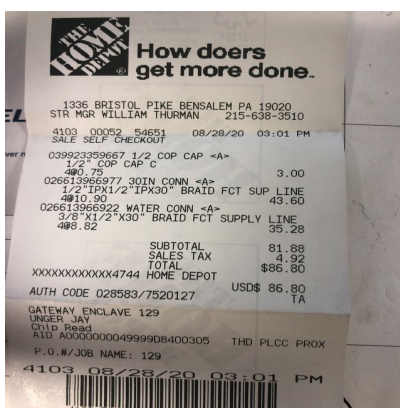 THE
HOME
DEPOT
How doers
get more done.
1336 BRISTOL PIKE BENSALEM PA 19020
STR MGR WILLIAM THURMAN 215-638-3510
4103 00052 54651 08/28/20 03:01 PM
SALE SELF CHECKOUT
039923359667 1/2 COP CAP <A>
1/2" COP CAP C
4@0.75 3.00
026613966977 30IN CONN <A>
1/2"IPX1/2"IPX30" BRAID FCT SUP LINE
4@10.90 43.60
026613966922 WATER CONN <A>
3/8"X1/2"X30" BRAID FCT SUPPLY LINE
4@8.82 35.28
SUBTOTAL 81.88
SALES TAX 4.92
TOTAL $86.80
XXXXXXXXXXXX4744 HOME DEPOT
USD$ 86.80
AUTH CODE 028583/7520127 TA
GATEWAY ENCLAVE 129
UNGER JAY
Chip Read
AID A0000000049999D8400305 THD PLCC PROX
P.O.#/JOB NAME: 129
4103 08/28/20 03:01 PM